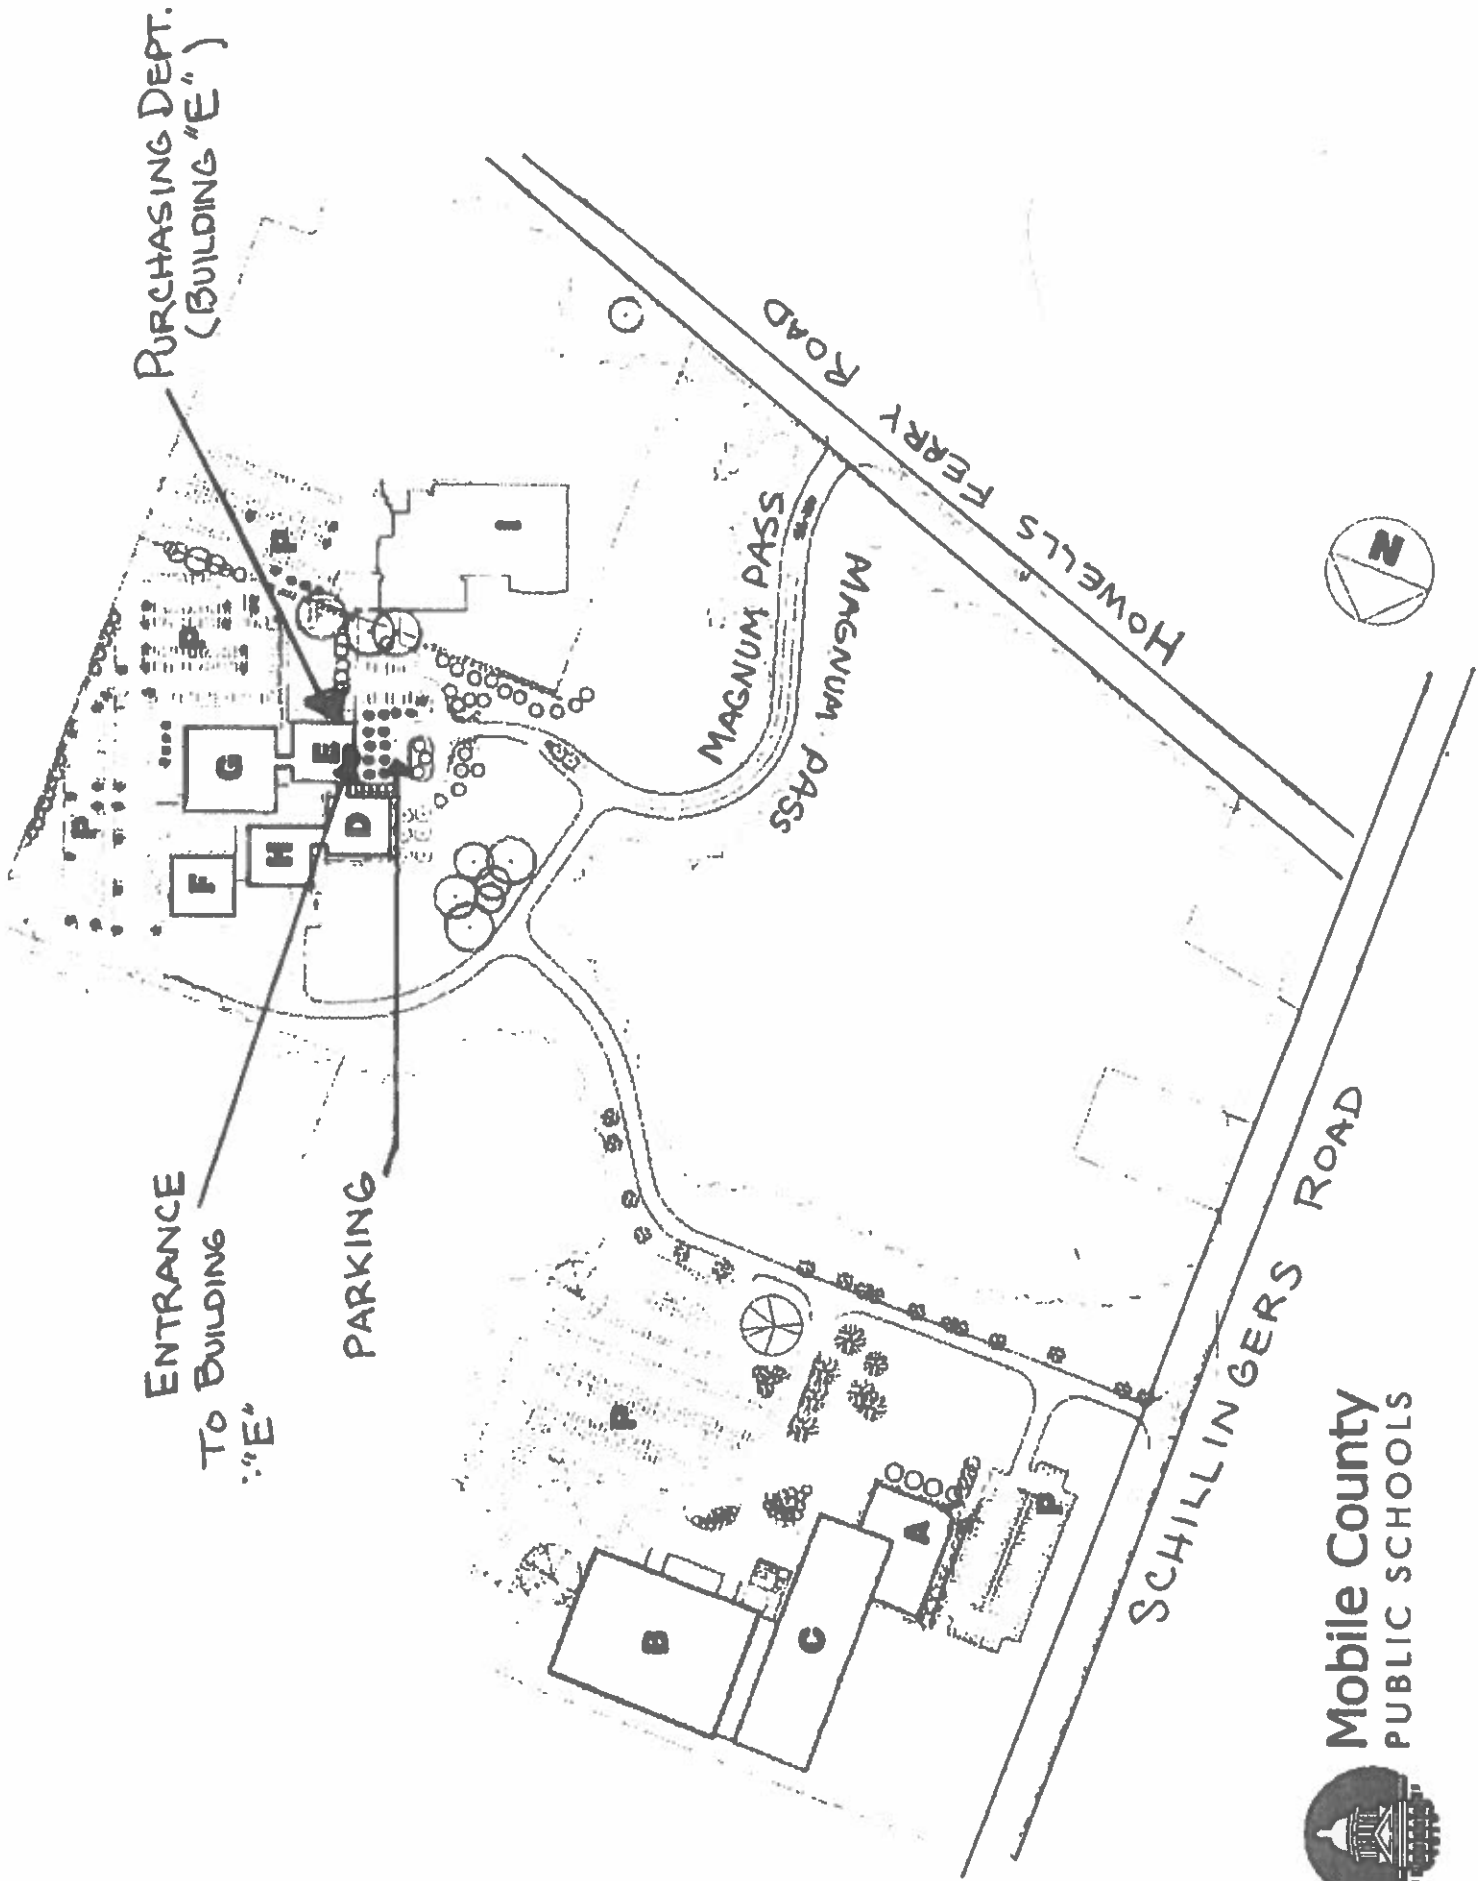 PURCHASING DEPT.
(BUILDING "E")
ENTRANCE
TO BUILDING
"E"
PARKING
P
P
P
G
E
F
H
D
I
MAGNUM PASS
MAGNUM PASS
HOWELLS FERRY ROAD
N
P
B
C
A
P
SCHILLINGERS ROAD
Mobile County
PUBLIC SCHOOLS